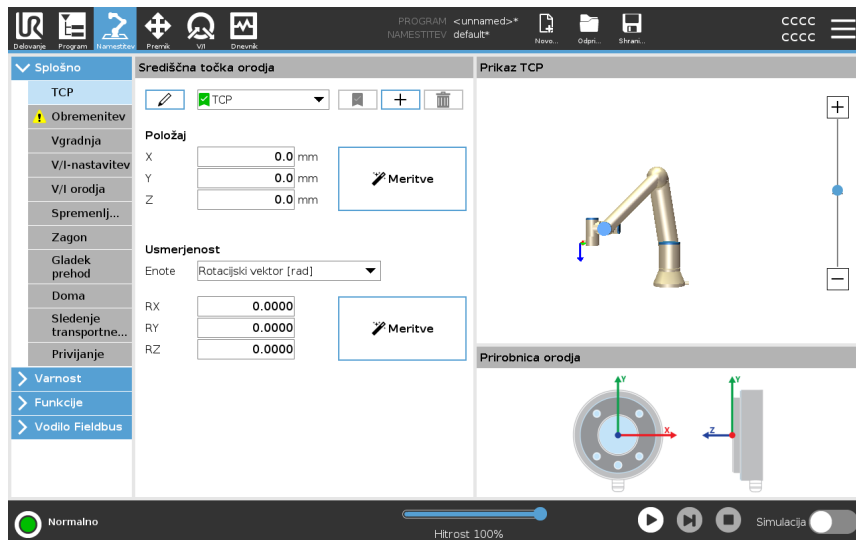 PROGRAM <unnamed>*
NAMESTITEV default*
CCCC
CCCC
UR
Delovanje Program Namestitev Premik V/I Dnevnik Novo... Odpri... Shrani...
Splošno
TCP
Obremenitev
Vgradnja
V/I-nastavitev
V/I orodja
Spremenlj...
Zagon
Gladek
prehod
Doma
Sledenje
transportne...
Privijanje
Varnost
Funkcije
Vodilo Fieldbus
Središčna točka orodja
TCP
Položaj
X 0.0 mm
Y 0.0 mm
Z 0.0 mm
Meritve
Usmerjenost
Enote Rotacijski vektor [rad]
RX 0.0000
RY 0.0000
RZ 0.0000
Meritve
Prikaz TCP
Prirobnica orodja
Y
X
Y
Z
Normalno
Hitrost 100%
Simulacija